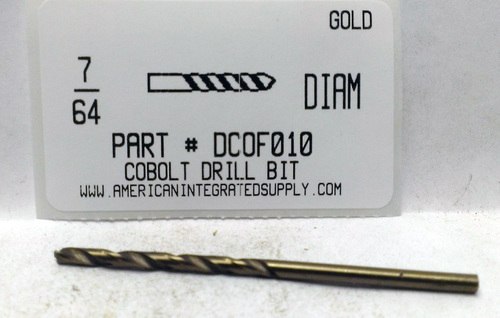 GOLD
7
64
DIAM
PART # DCOF010
COBOLT DRILL BIT
WWW.AMERICANINTEGRATEDSUPPLY.COM